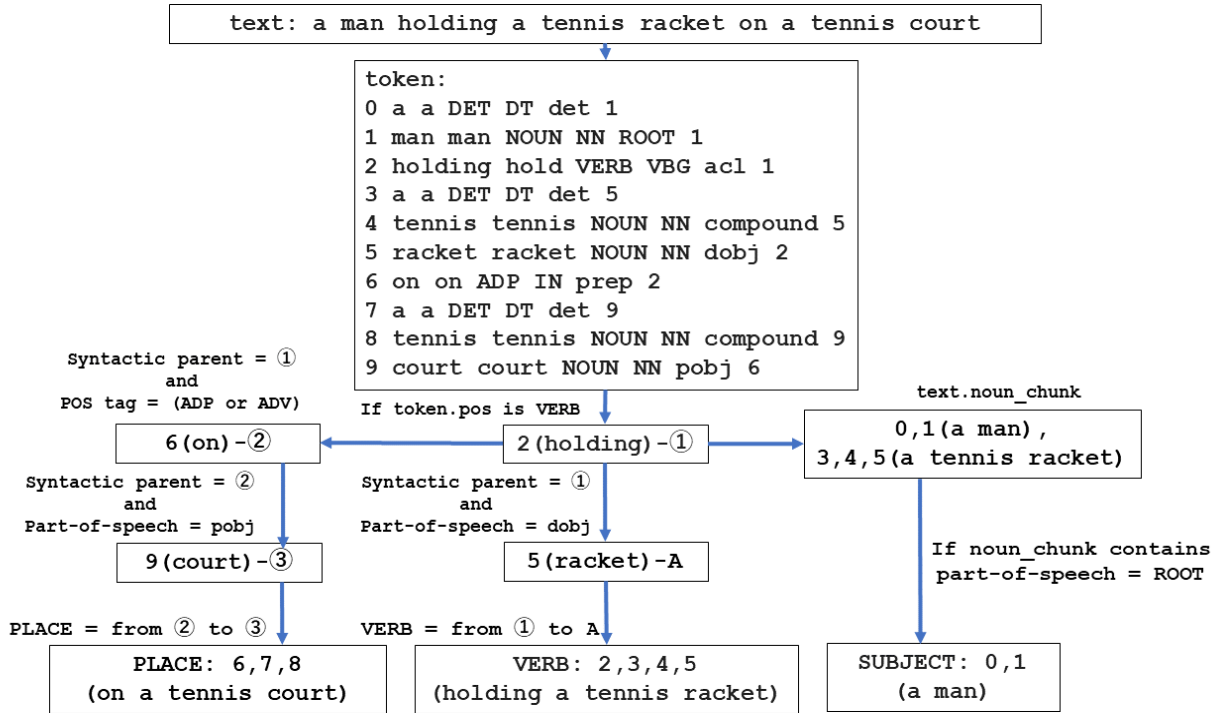 text: a man holding a tennis racket on a tennis court
token:
0 a a DET DT det 1
1 man man NOUN NN ROOT 1
2 holding hold VERB VBG acl 1
3 a a DET DT det 5
4 tennis tennis NOUN NN compound 5
5 racket racket NOUN NN dobj 2
6 on on ADP IN prep 2
7 a a DET DT det 9
8 tennis tennis NOUN NN compound 9
9 court court NOUN NN pobj 6
Syntactic parent = ①
and
POS tag = (ADP or ADV)
If token.pos is VERB
text.noun_chunk
6(on)-②
2(holding)-①
0,1(a man),
3,4,5(a tennis racket)
Syntactic parent = ②
and
Part-of-speech = pobj
Syntactic parent = ①
and
Part-of-speech = dobj
9(court)-③
5(racket)-A
If noun_chunk contains
part-of-speech = ROOT
PLACE = from ② to ③
VERB = from ① to A
PLACE: 6,7,8
(on a tennis court)
VERB: 2,3,4,5
(holding a tennis racket)
SUBJECT: 0,1
(a man)